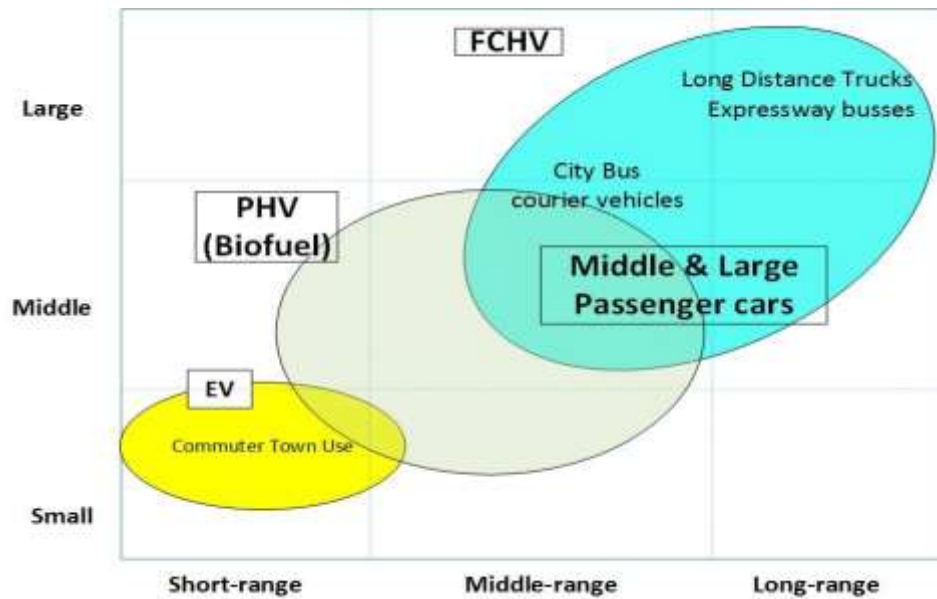 FCHV
Long Distance Trucks
Expressway busses
Large
City Bus
courier vehicles
PHV
(Biofuel)
Middle & Large
Passenger cars
Middle
EV
Commuter Town Use
Small
Short-range
Middle-range
Long-range